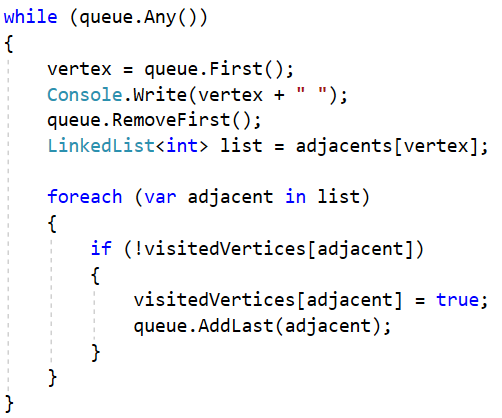 while (queue.Any())
{
    vertex = queue.First();
    Console.Write(vertex + " ");
    queue.RemoveFirst();
    LinkedList<int> list = adjacents[vertex];

    foreach (var adjacent in list)
    {
        if (!visitedVertices[adjacent])
        {
            visitedVertices[adjacent] = true;
            queue.AddLast(adjacent);
        }
    }
}